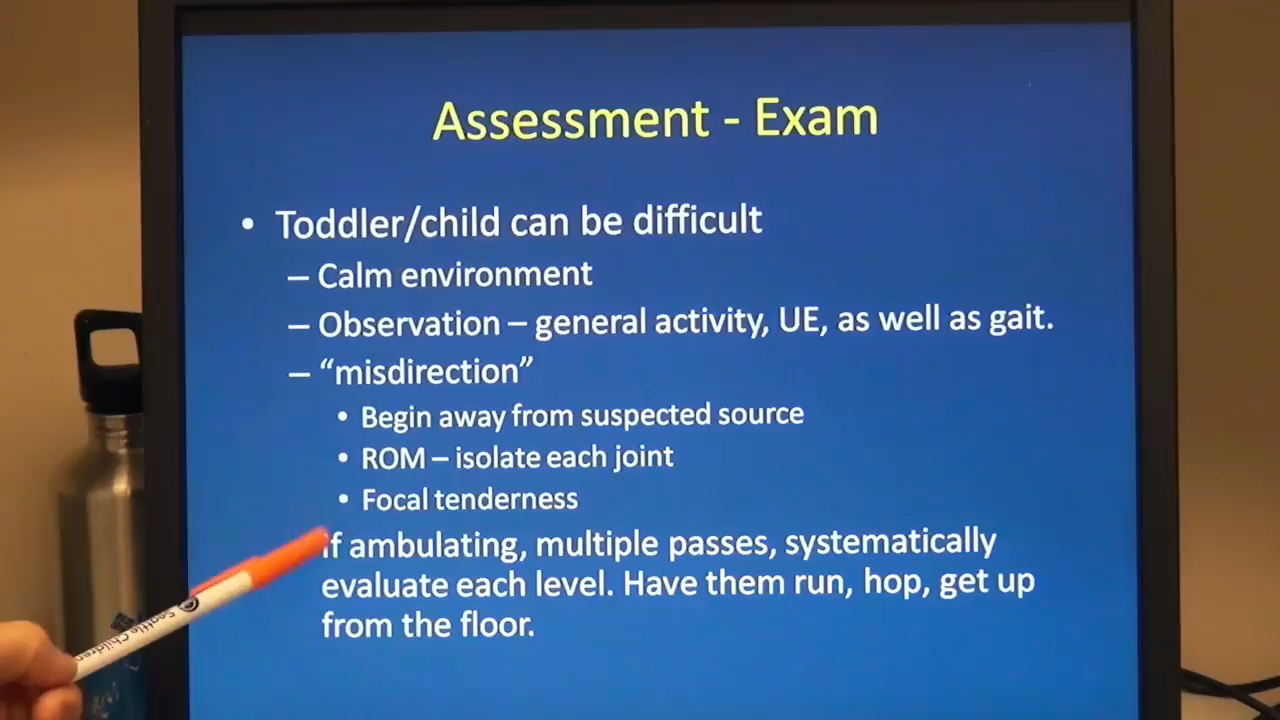 Assessment - Exam
• Toddler/child can be difficult
– Calm environment
– Observation – general activity, UE, as well as gait.
– “misdirection”
• Begin away from suspected source
• ROM – isolate each joint
• Focal tenderness
If ambulating, multiple passes, systematically
evaluate each level. Have them run, hop, get up
from the floor.
Seattle Children